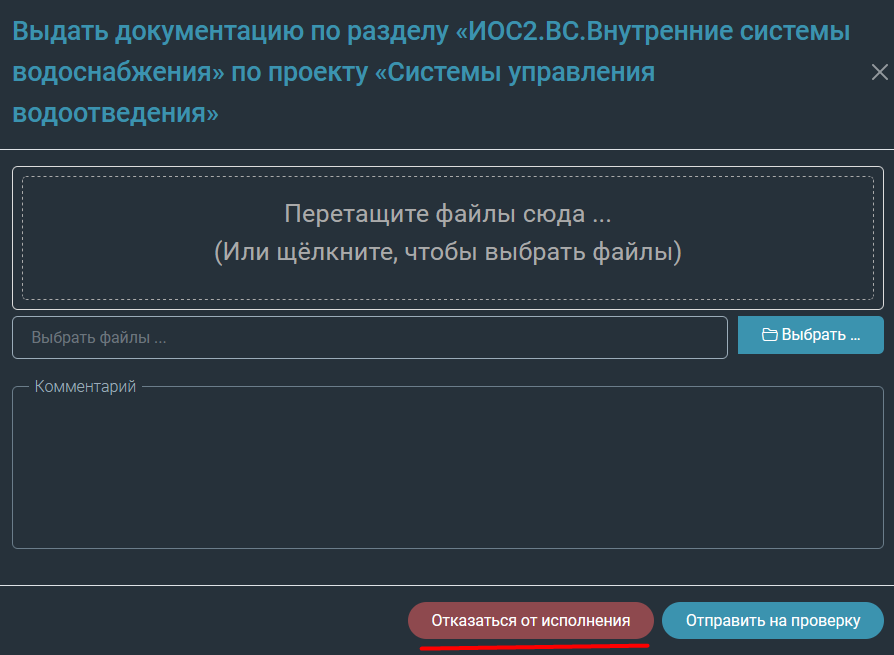 Выдать документацию по разделу «ИОС2.ВС.Внутренние системы
водоснабжения» по проекту «Системы управления
водоотведения»
Перетащите файлы сюда ...
(Или щёлкните, чтобы выбрать файлы)
Выбрать файлы ...
Выбрать ...
Комментарий
Отказаться от исполнения
Отправить на проверку